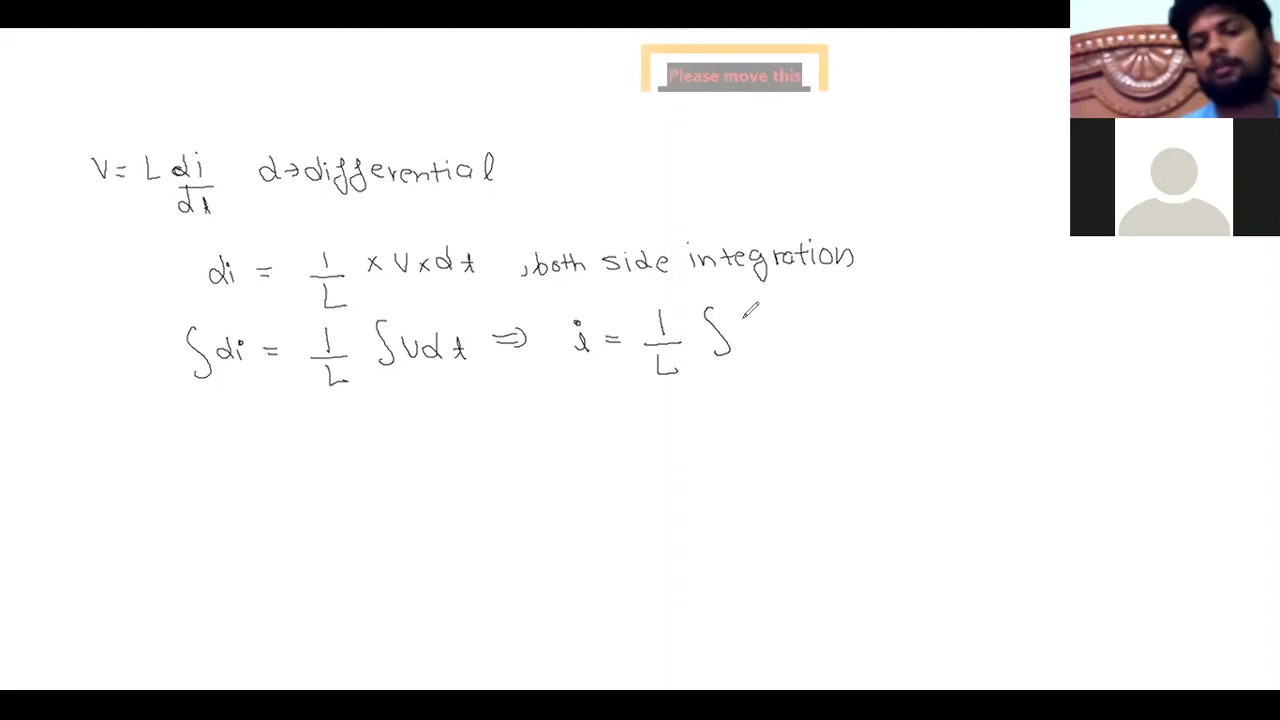 Please move this
V = L di/dt d→differential
di = 1/L × V × dt , both side integration
∫di = 1/L ∫Vdt ⇒ i = 1/L ∫